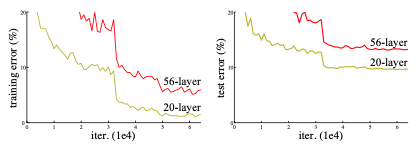 20
10
0
0 1 2 3 4 5 6
training error (%)
iter. (1e4)
56-layer
20-layer
20
10
0
0 1 2 3 4 5 6
test error (%)
iter. (1e4)
56-layer
20-layer